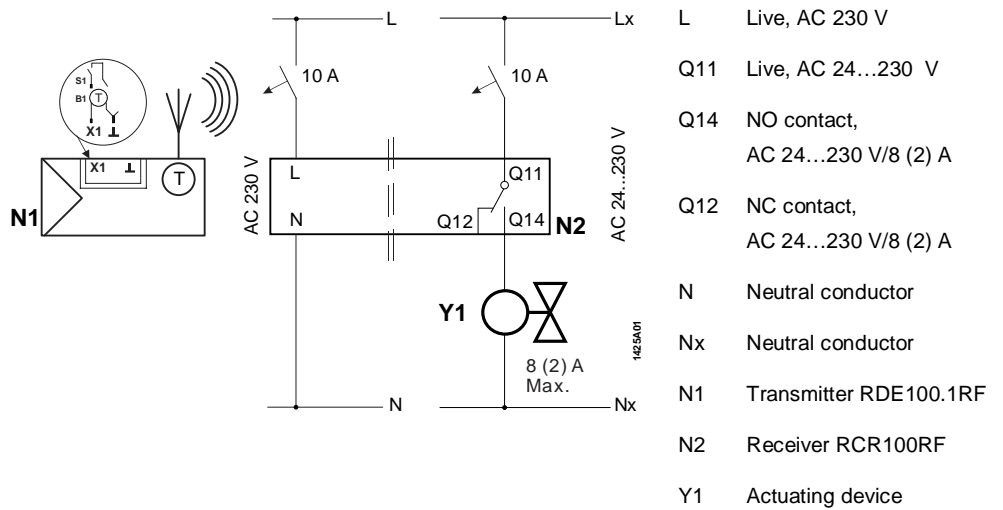 L
Lx
10 A
10 A
S1
B1
T
X1
X1
T
N1
AC 230 V
L
N
Q11
Q12
Q14
N2
AC 24...230 V
Y1
8 (2) A
Max.
1425A01
N
Nx
L Live, AC 230 V
Q11 Live, AC 24...230 V
Q14 NO contact,
AC 24...230 V/8 (2) A
Q12 NC contact,
AC 24...230 V/8 (2) A
N Neutral conductor
Nx Neutral conductor
N1 Transmitter RDE100.1RF
N2 Receiver RCR100RF
Y1 Actuating device